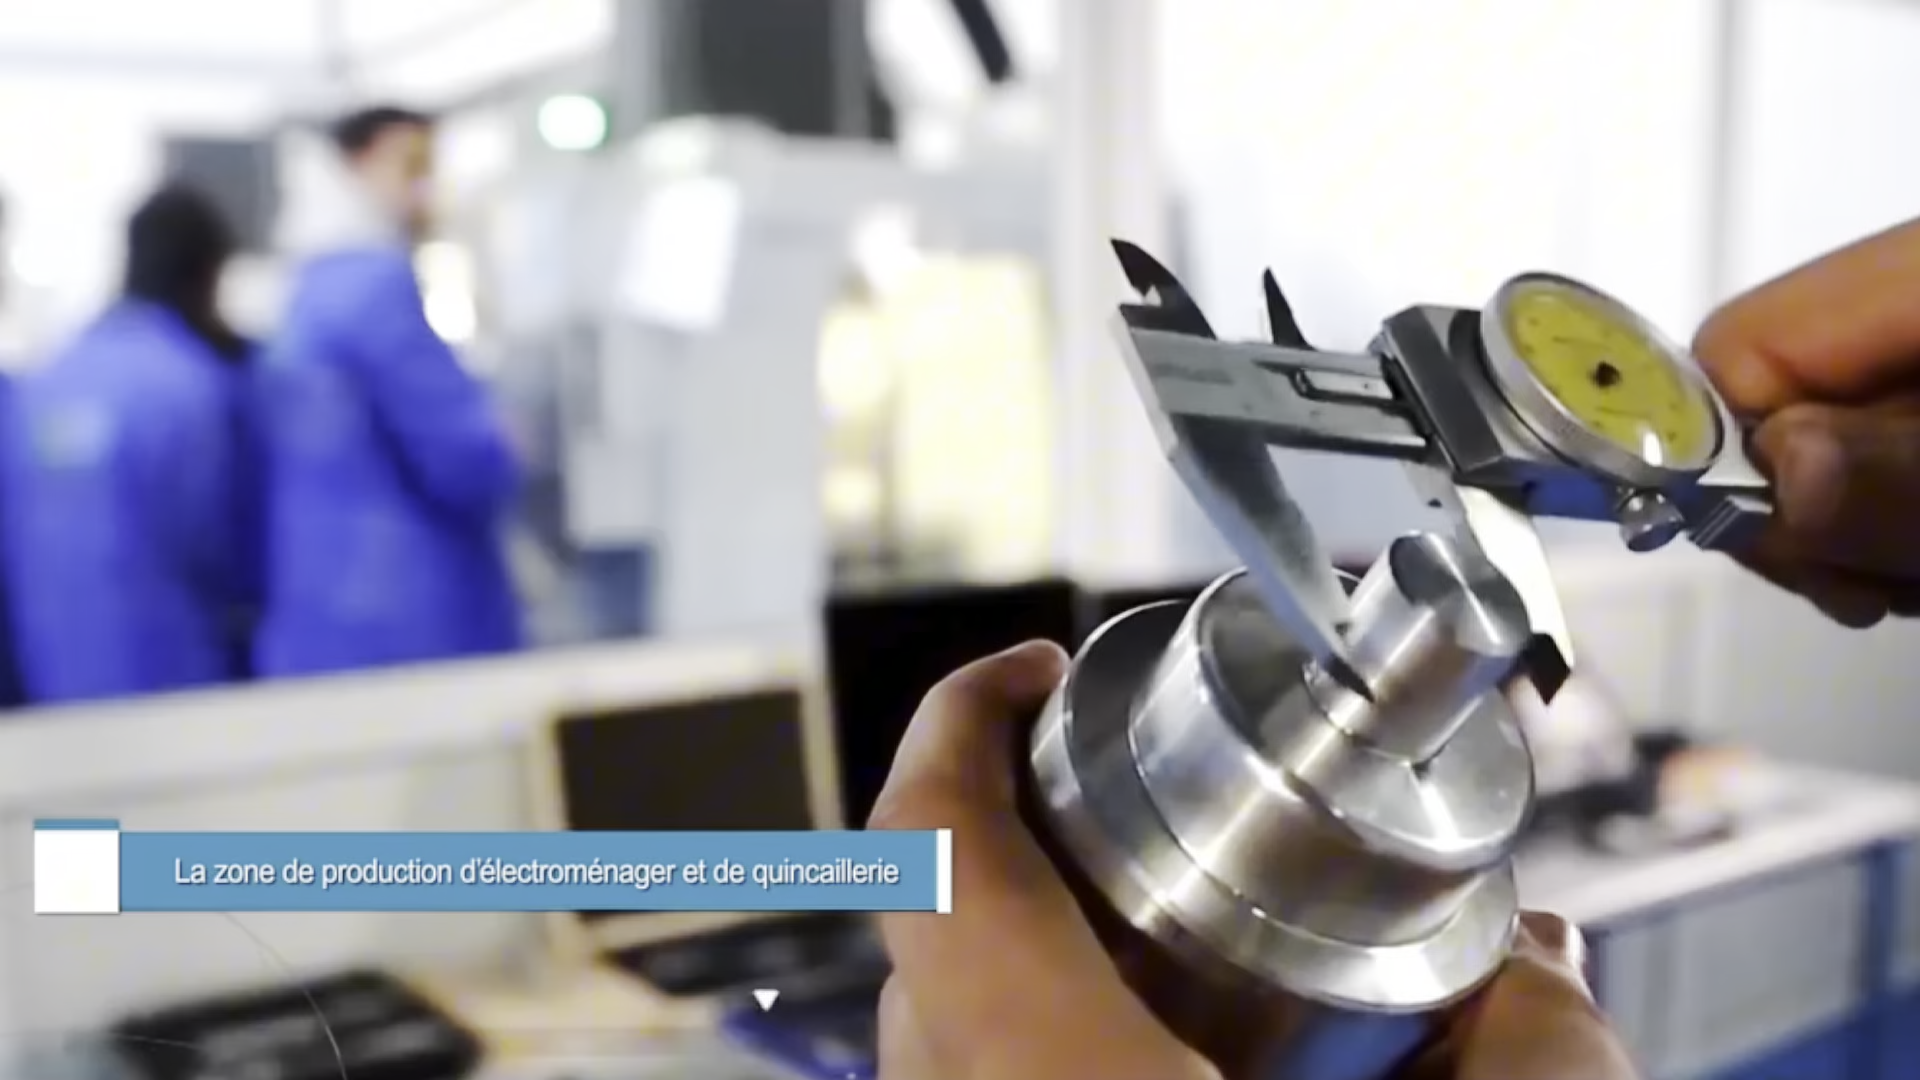 La zone de production d'électroménager et de quincaillerie